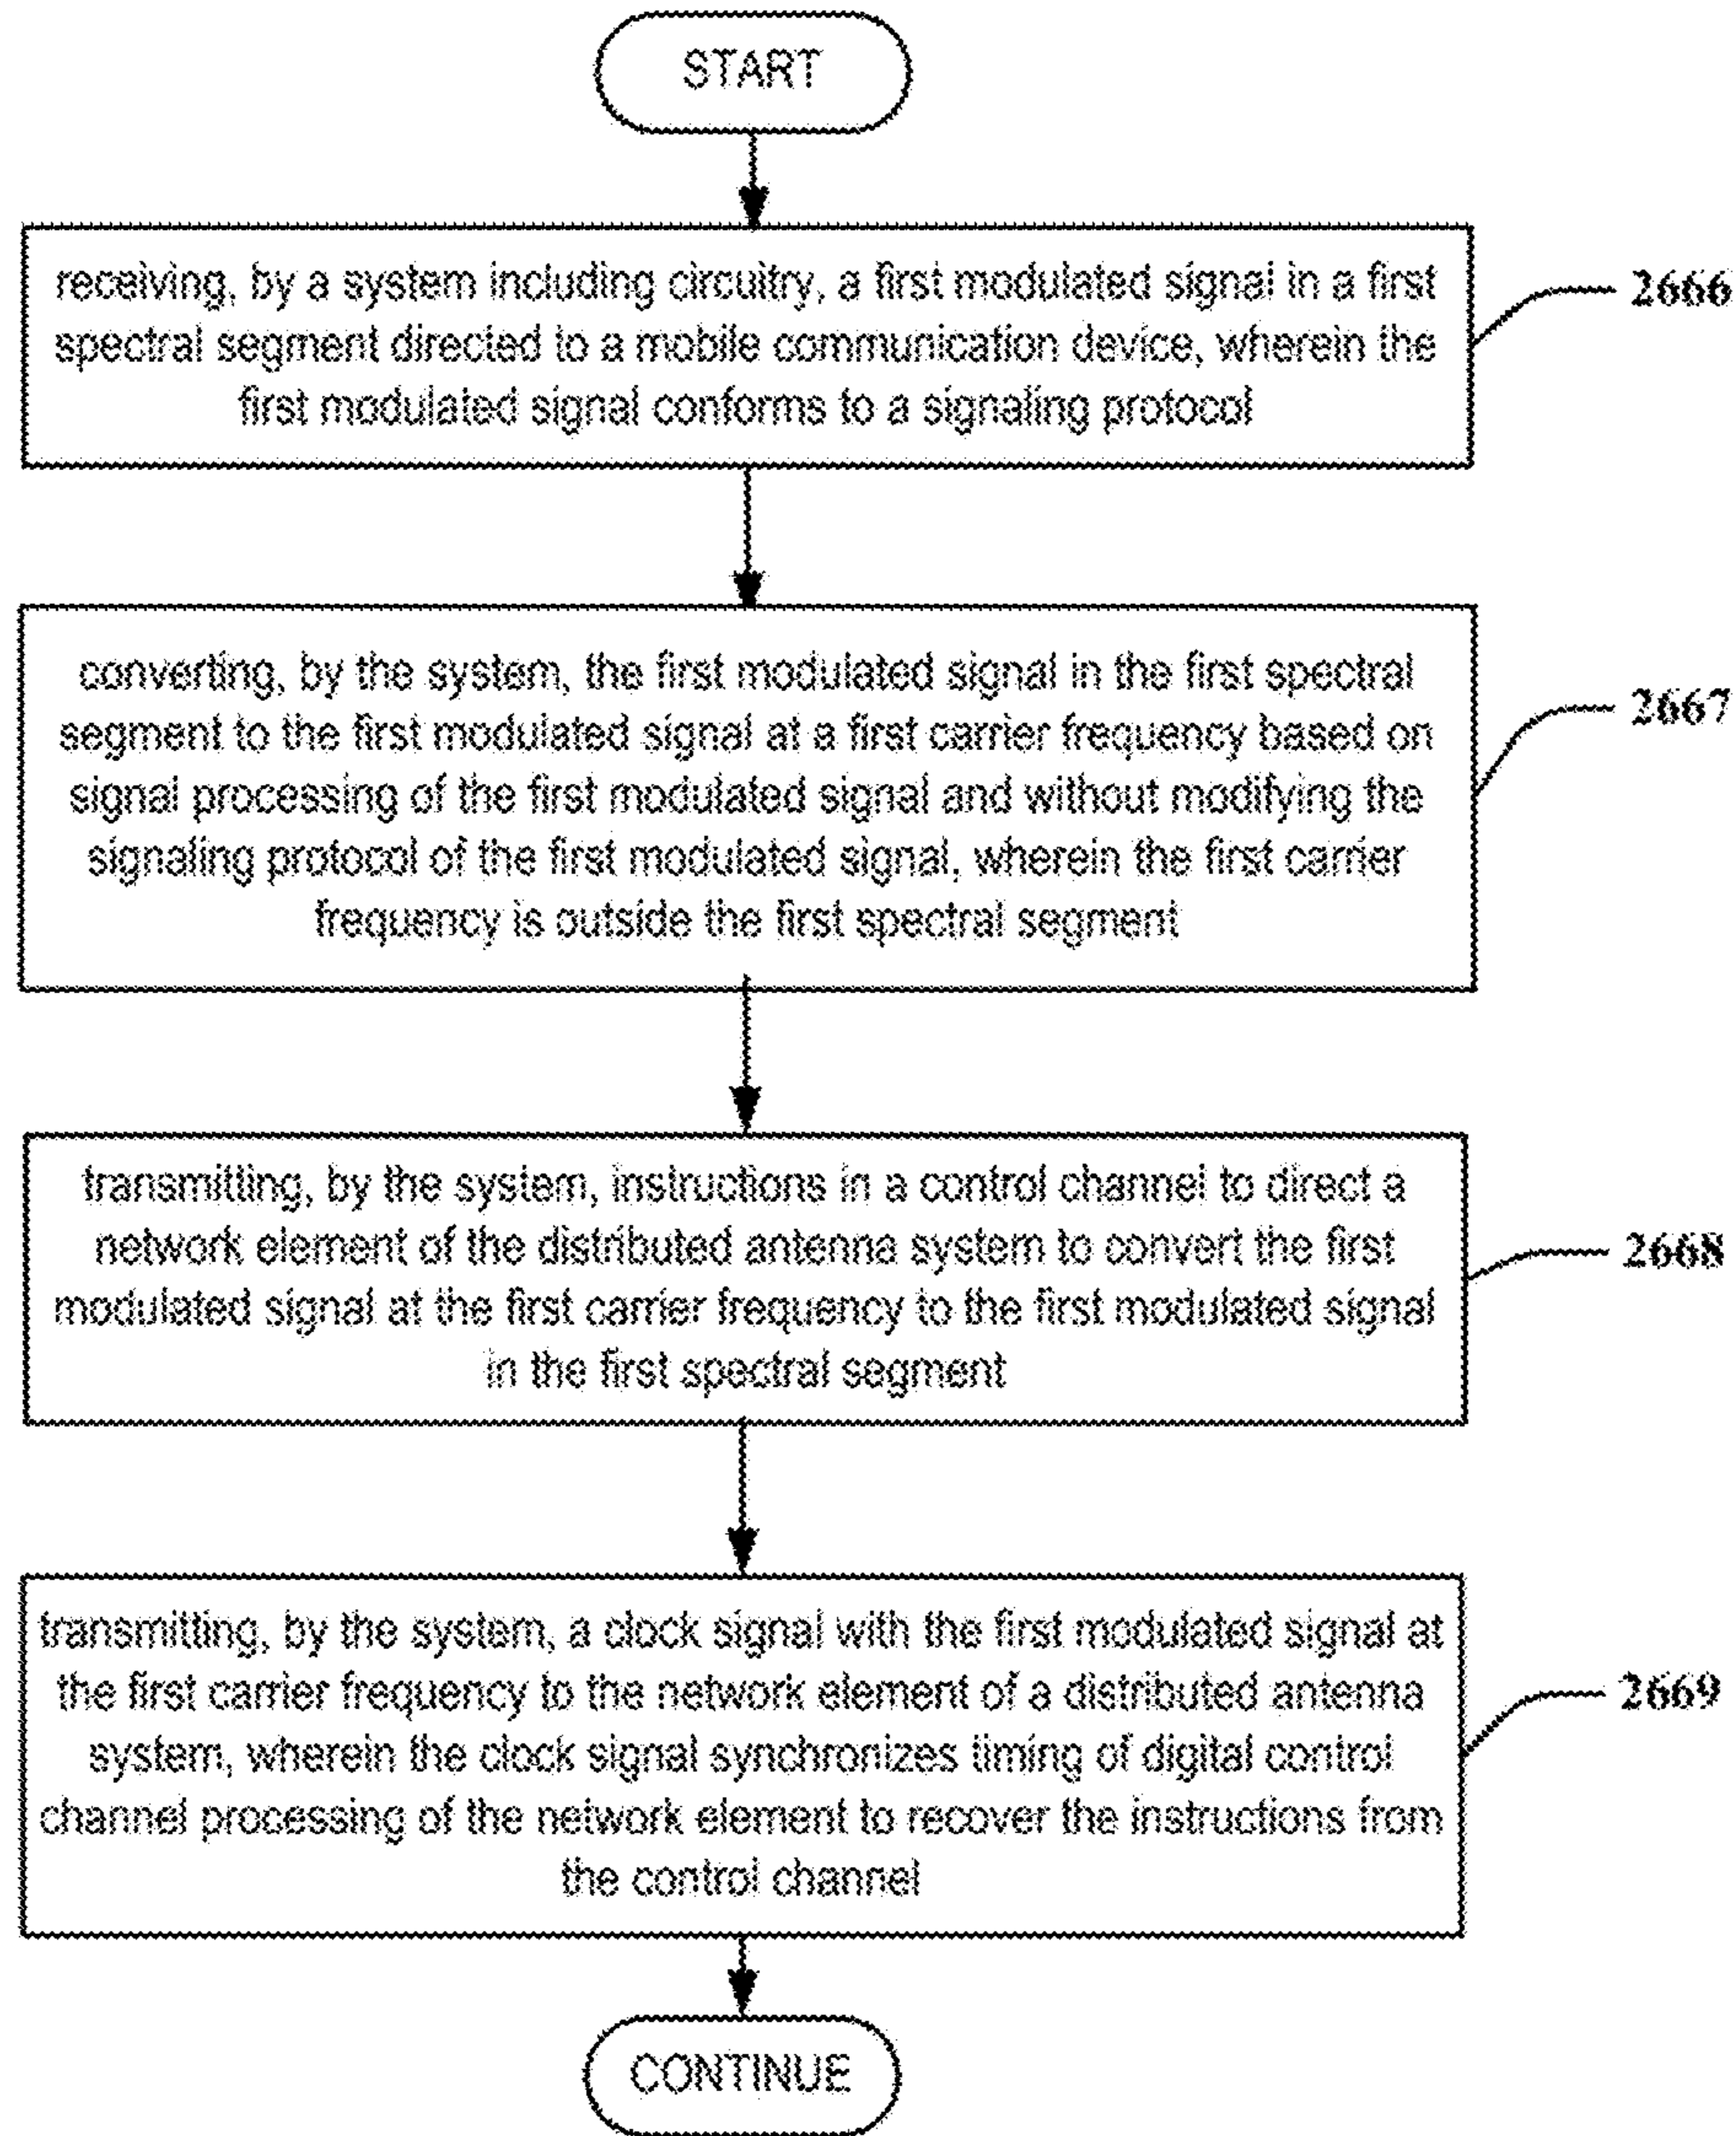 START
receiving, by a system including circuitry, a first modulated signal in a first
spectral segment directed to a mobile communication device, wherein the
first modulated signal conforms to a signaling protocol
2666
converting, by the system, the first modulated signal in the first spectral
segment to the first modulated signal at a first carrier frequency based on
signal processing of the first modulated signal and without modifying the
signaling protocol of the first modulated signal, wherein the first carrier
frequency is outside the first spectral segment
2667
transmitting, by the system, instructions in a control channel to direct a
network element of the distributed antenna system to convert the first
modulated signal at the first carrier frequency to the first modulated signal
in the first spectral segment
2668
transmitting, by the system, a clock signal with the first modulated signal at
the first carrier frequency to the network element of a distributed antenna
system, wherein the clock signal synchronizes timing of digital control
channel processing of the network element to recover the instructions from
the control channel
2669
CONTINUE